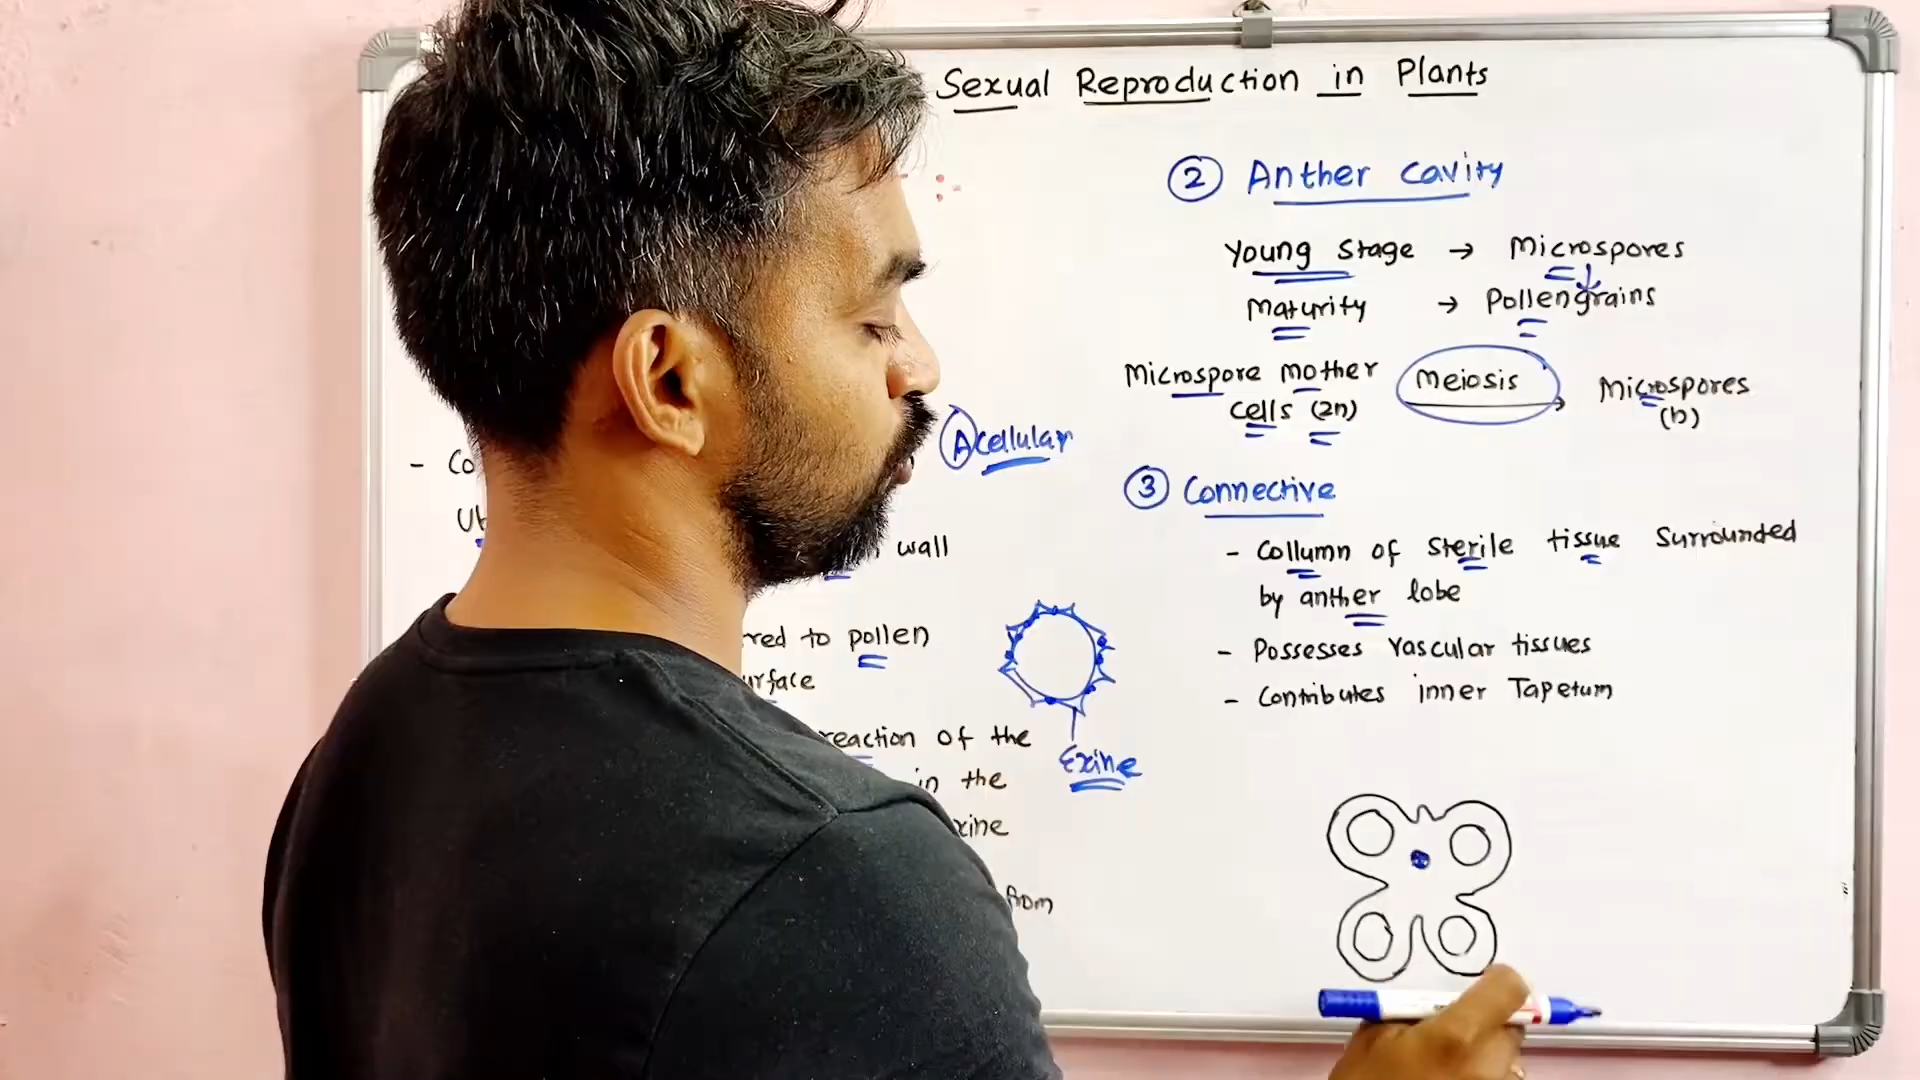 Sexual Reproduction in Plants
- Co
Acellular
wall
red to pollen
urface
reaction of the
in the
xine
from
Exine
② Anther cavity
Young stage → Microspores
Maturity → Pollengrains
Microspore mother Meiosis Microspores
cells (2n) (n)
③ Connective
- Collumn of sterile tissue surrounded
by anther lobe
- Possesses vascular tissues
- Contributes inner Tapetum